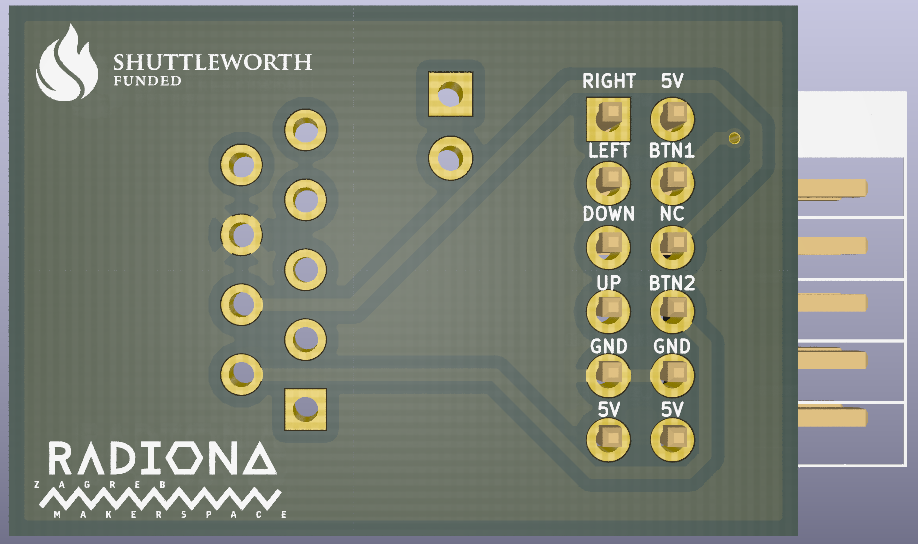 SHUTTLEWORTH
FUNDED
RIGHT 5V
LEFT BTN1
DOWN NC
UP BTN2
GND GND
5V 5V
RADIONA
ZAGREB
MAKERSPACE